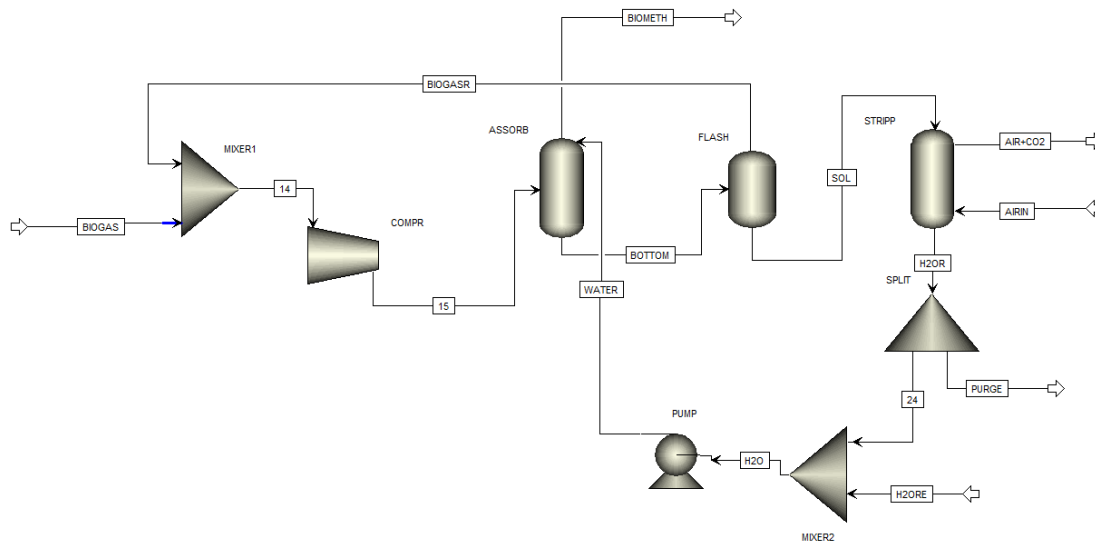 BIOMETH
BIOGASR
ASSORB
FLASH
STRIPP
AIR+CO2
MIXER1
14
SOL
AIRIN
BIOGAS
COMPR
BOTTOM
H2OR
SPLIT
15
WATER
PURGE
24
PUMP
H2O
H2ORE
MIXER2